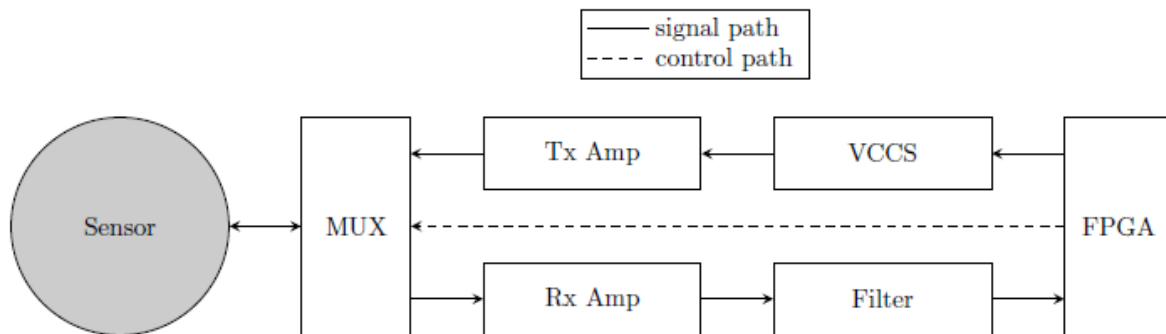 signal path
control path
Tx Amp
VCCS
Sensor
MUX
FPGA
Rx Amp
Filter